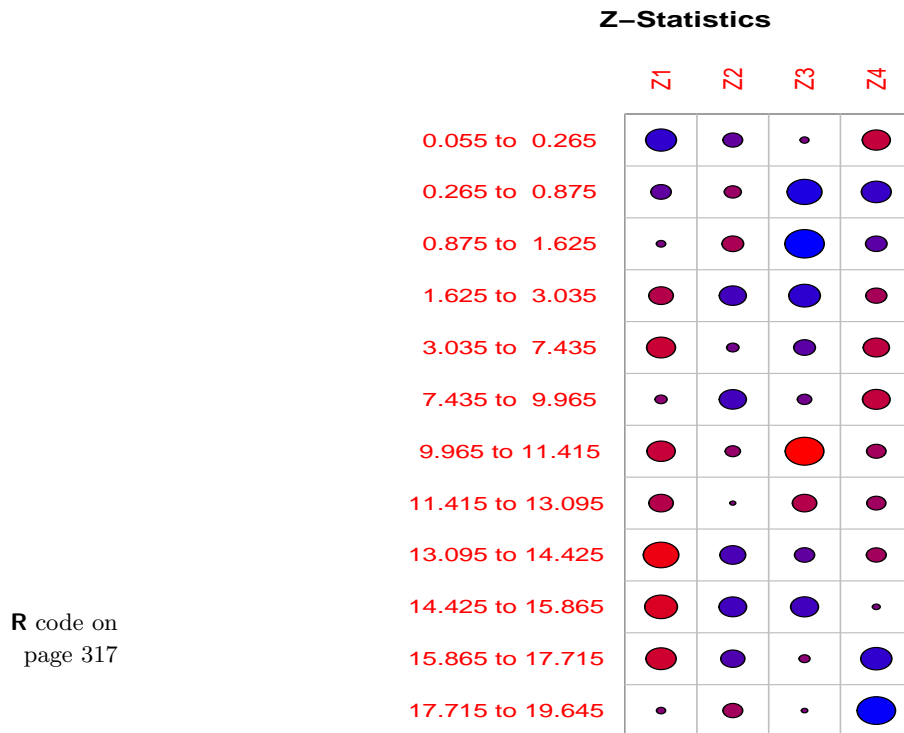 Z−Statistics
Z1 Z2 Z3 Z4
0.055 to 0.265
0.265 to 0.875
0.875 to 1.625
1.625 to 3.035
3.035 to 7.435
7.435 to 9.965
9.965 to 11.415
11.415 to 13.095
13.095 to 14.425
14.425 to 15.865
15.865 to 17.715
17.715 to 19.645
R code on
page 317